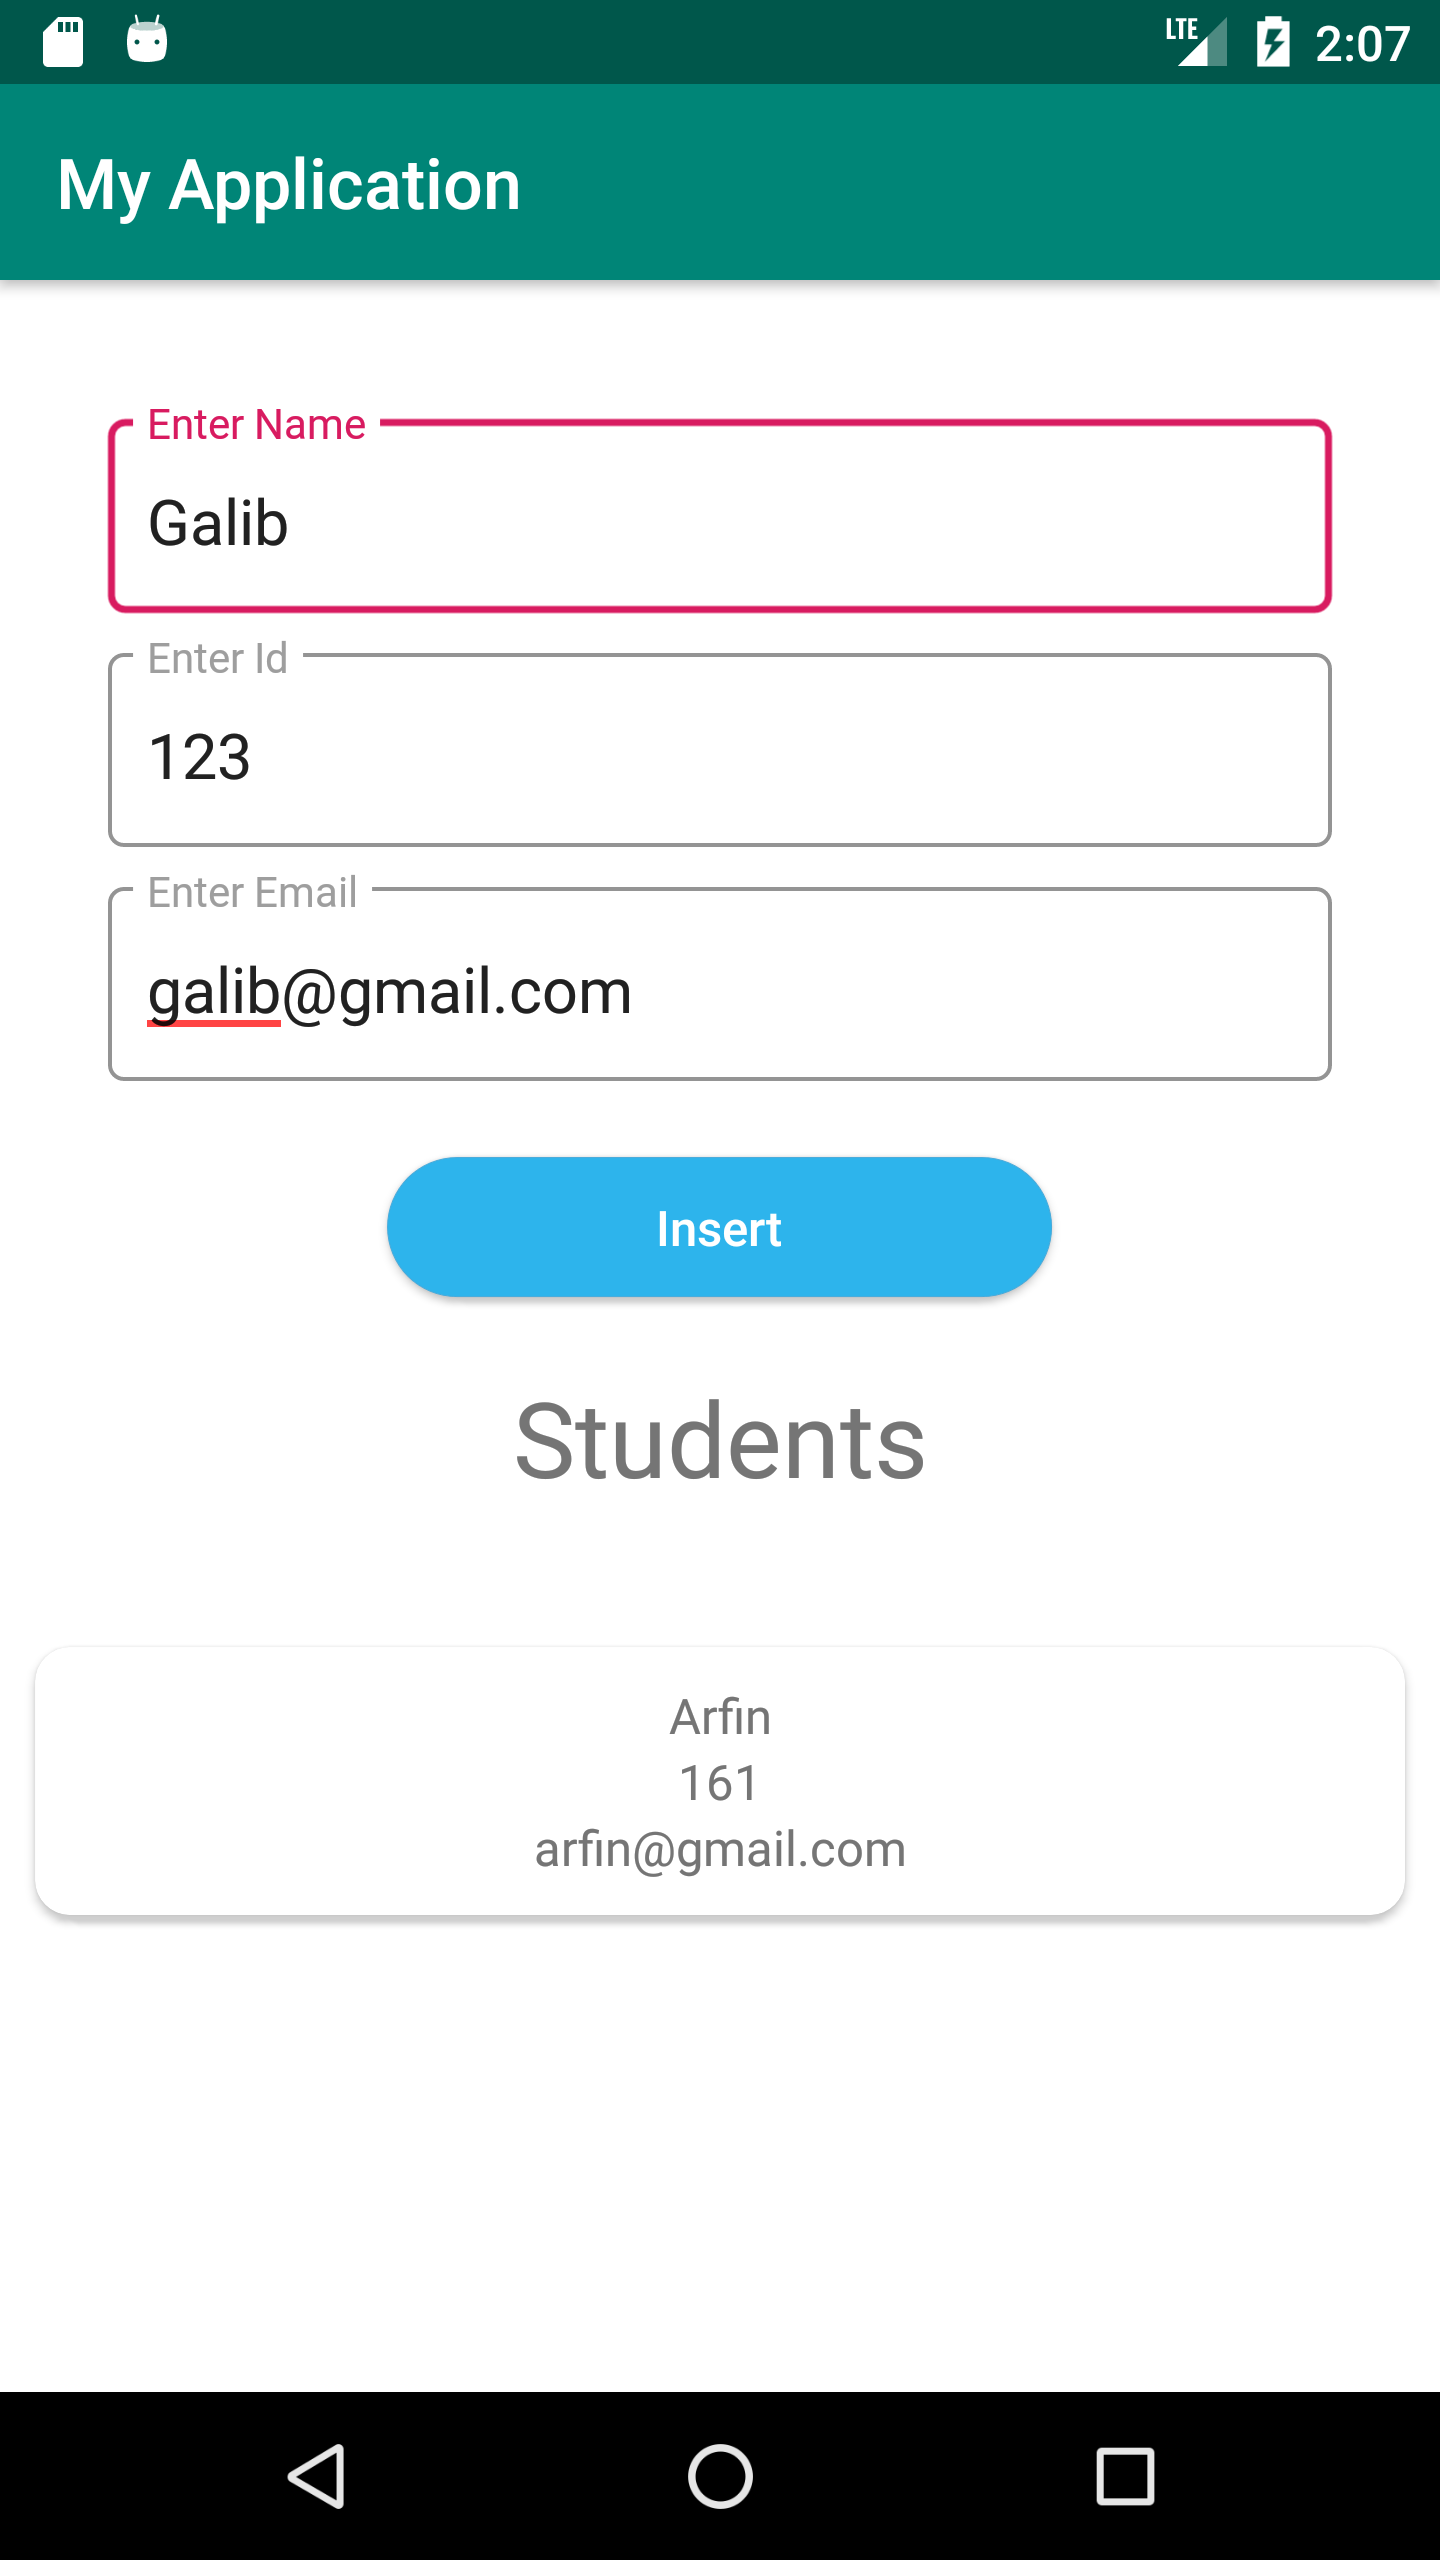 LTE 2:07
My Application
Enter Name
Galib
Enter Id
123
Enter Email
galib@gmail.com
Insert
Students
Arfin
161
arfin@gmail.com